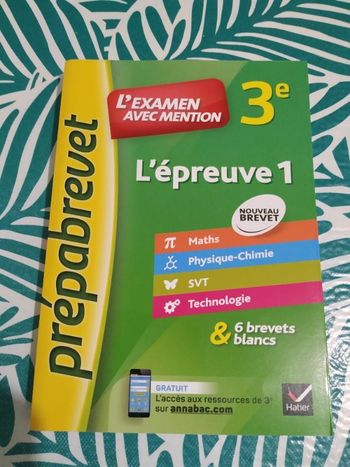 prépabrevet
L'EXAMEN
AVEC MENTION
3e
L'épreuve 1
NOUVEAU
BREVET
π Maths
Physique-Chimie
SVT
Technologie
& 6 brevets
blancs
GRATUIT
L'accès aux ressources de 3e
sur annabac.com
Hatier